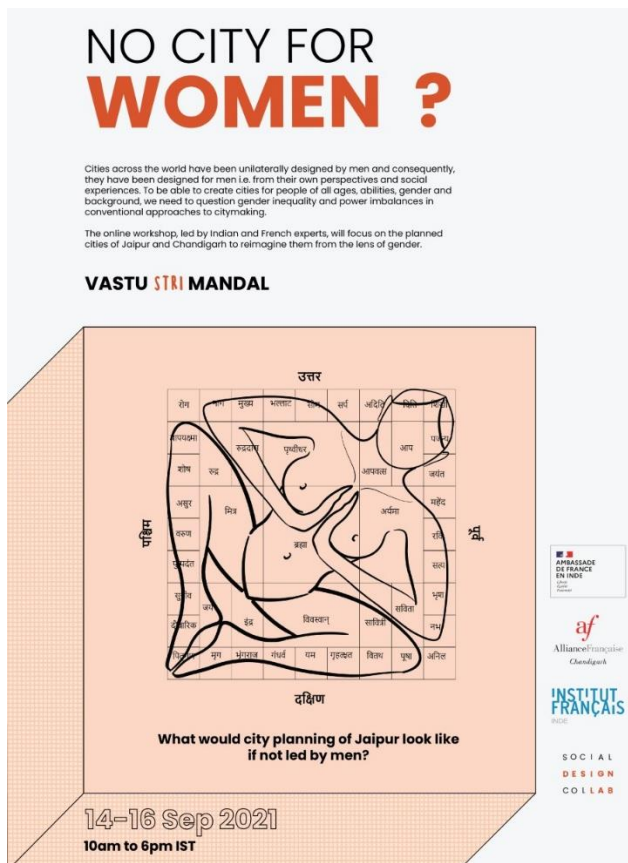 NO CITY FOR
WOMEN ?
Cities across the world have been unilaterally designed by men and consequently,
they have been designed for men i.e. from their own perspectives and social
experiences. To be able to create cities for people of all ages, abilities, gender and
background, we need to question gender inequality and power imbalances in
conventional approaches to citymaking.
The online workshop, led by Indian and French experts, will focus on the planned
cities of Jaipur and Chandigarh to reimagine them from the lens of gender.
VASTU STRI MANDAL
उत्तर
रोग नाग मुख्य भल्लाट सोम सर्प अदिति दिति
रुद्रदास पृथ्वीधर आप
शोष रुद्र आपवत्स जयंत
असुर मित्र अर्यमा महेंद्र
पश्चिम
पूर्व
वरुण ब्रह्मा रवि
सत्य
भृश
जय इंद्र विवस्वान् सावित्री सविता नभ
मृग भृंगराज गंधर्व यम गृहक्षत वितथ पूषा अनिल
दक्षिण
What would city planning of Jaipur look like
if not led by men?
14-16 Sep 2021
10am to 6pm IST
AMBASSADE
DE FRANCE
EN INDE
af
AllianceFrançaise
Chandigarh
INSTITUT
FRANÇAIS
INDE
SOCIAL
DESIGN
COLLAB